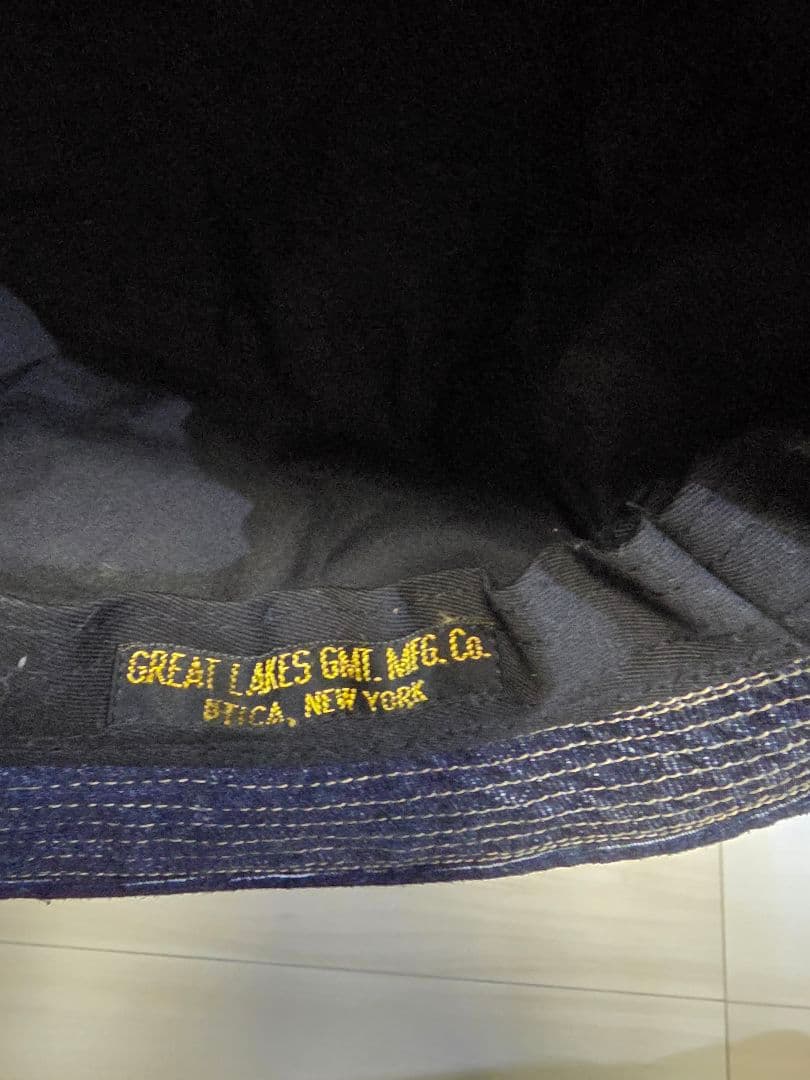 GREAT LAKES GMT. MFG. Co.
UTICA, NEW YORK